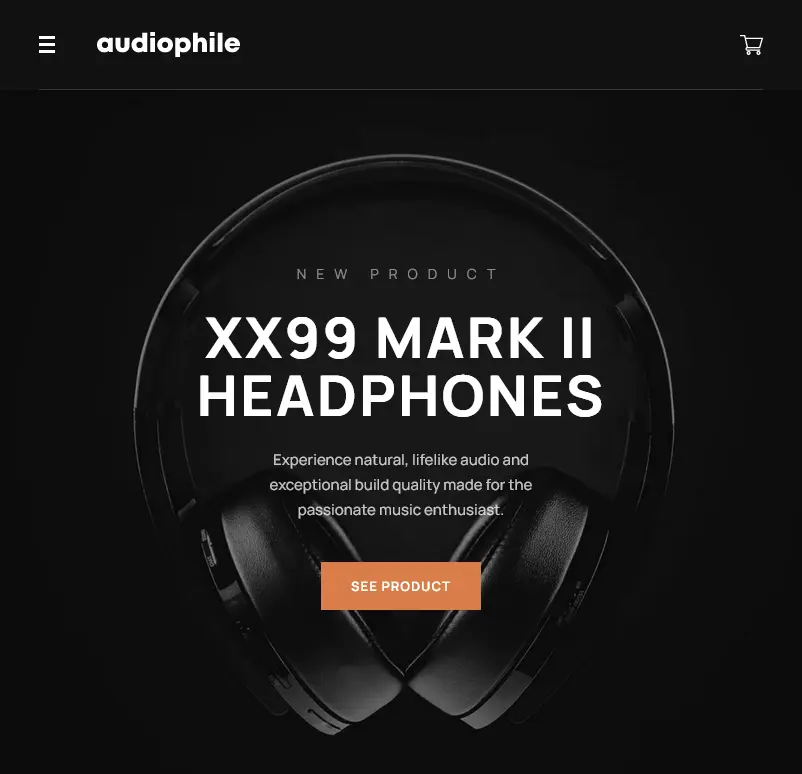 audiophile
NEW PRODUCT
XX99 MARK II
HEADPHONES
Experience natural, lifelike audio and
exceptional build quality made for the
passionate music enthusiast.
SEE PRODUCT